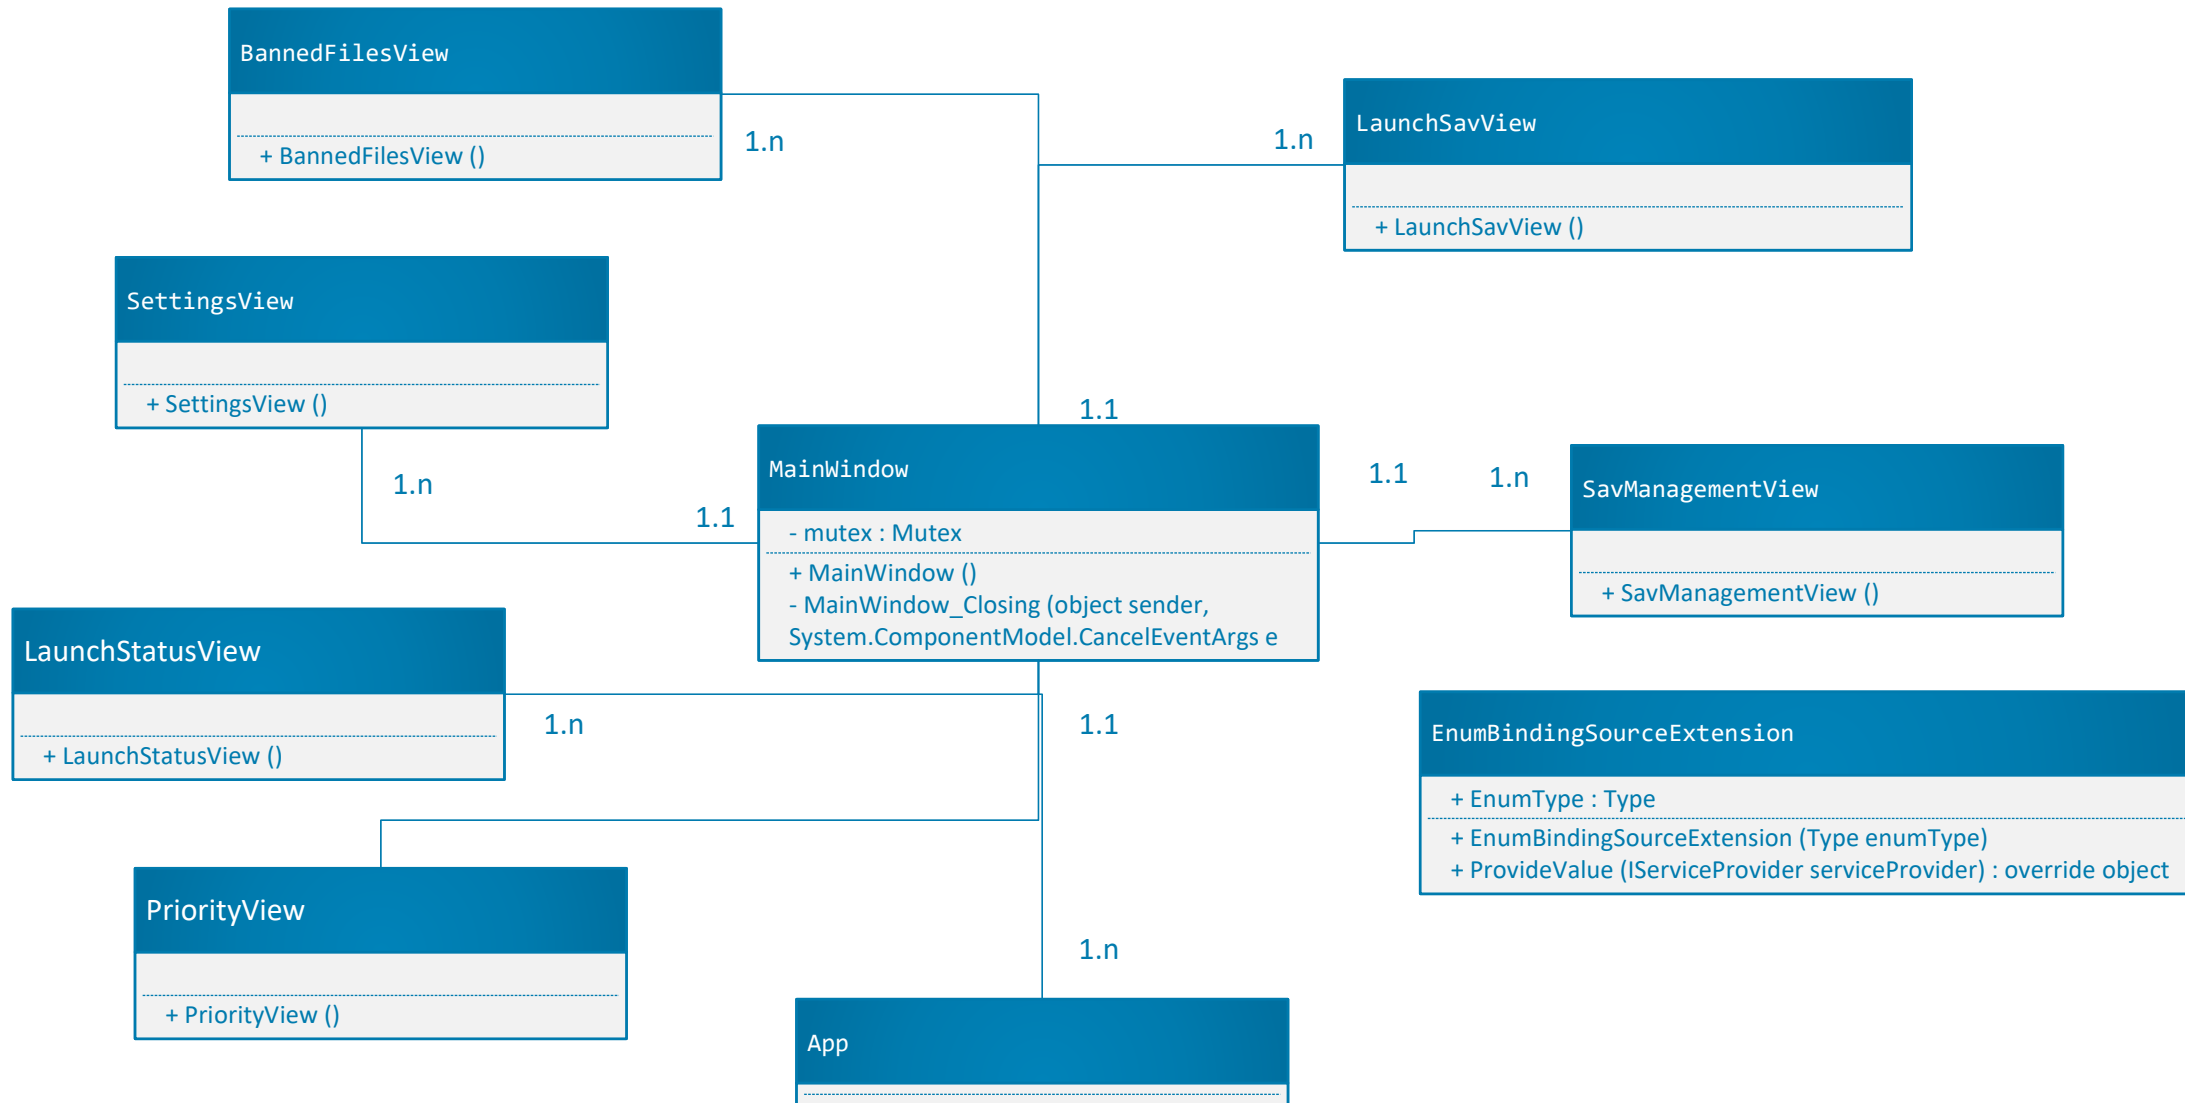 BannedFilesView
+ BannedFilesView ()
1.n
1.n
LaunchSavView
+ LaunchSavView ()
SettingsView
+ SettingsView ()
1.n
1.1
1.1
MainWindow
- mutex : Mutex
+ MainWindow ()
- MainWindow_Closing (object sender,
System.ComponentModel.CancelEventArgs e
1.1
1.n
SavManagementView
+ SavManagementView ()
LaunchStatusView
+ LaunchStatusView ()
1.n
1.1
EnumBindingSourceExtension
+ EnumType : Type
+ EnumBindingSourceExtension (Type enumType)
+ ProvideValue (IServiceProvider serviceProvider) : override object
PriorityView
+ PriorityView ()
1.n
App